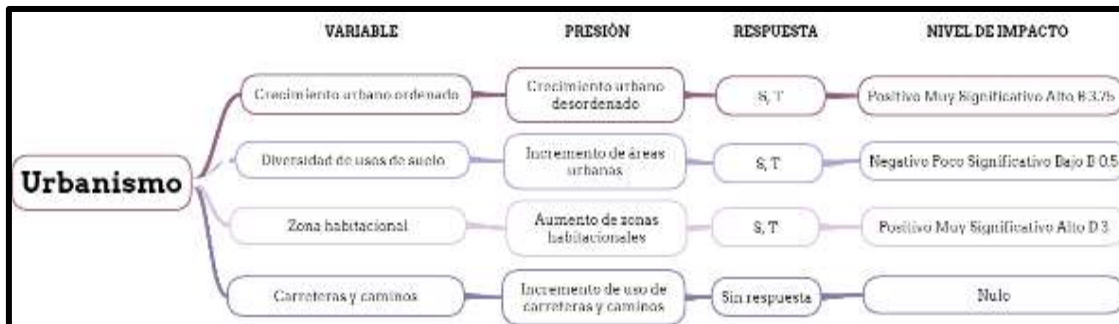 VARIABLE PRESIÓN RESPUESTA NIVEL DE IMPACTO
Crecimiento urbano ordenado
Crecimiento urbano
desordenado
S, T
Positivo Muy Significativo Alto B 3.75
Urbanismo
Diversidad de usos de suelo
Incremento de áreas
urbanas
S, T
Negativo Poco Significativo Bajo B 0.5
Zona habitacional
Aumento de zonas
habitacionales
S, T
Positivo Muy Significativo Alto D 3
Carreteras y caminos
Incremento de uso de
carreteras y caminos
Sin respuesta
Nulo